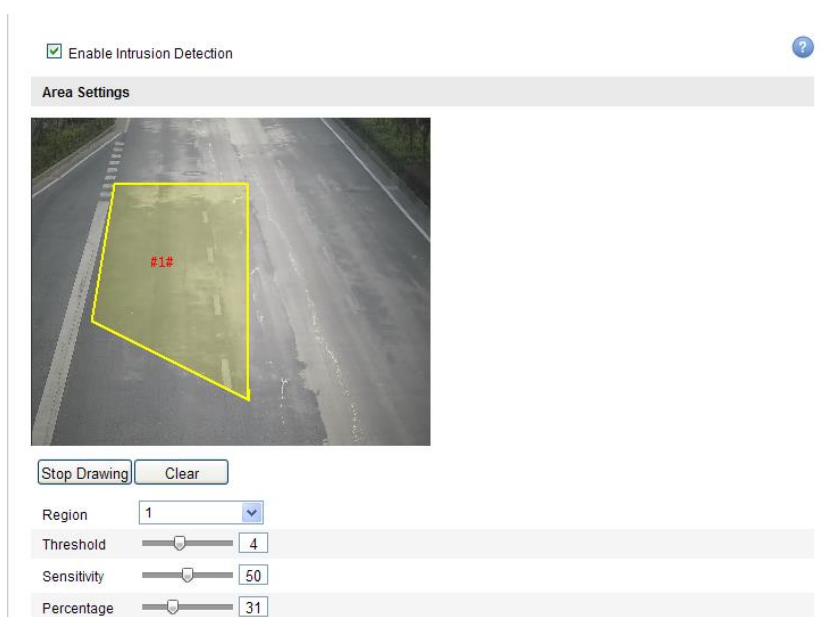 Enable Intrusion Detection
?
Area Settings
#1#
Stop Drawing Clear
Region 1
Threshold 4
Sensitivity 50
Percentage 31